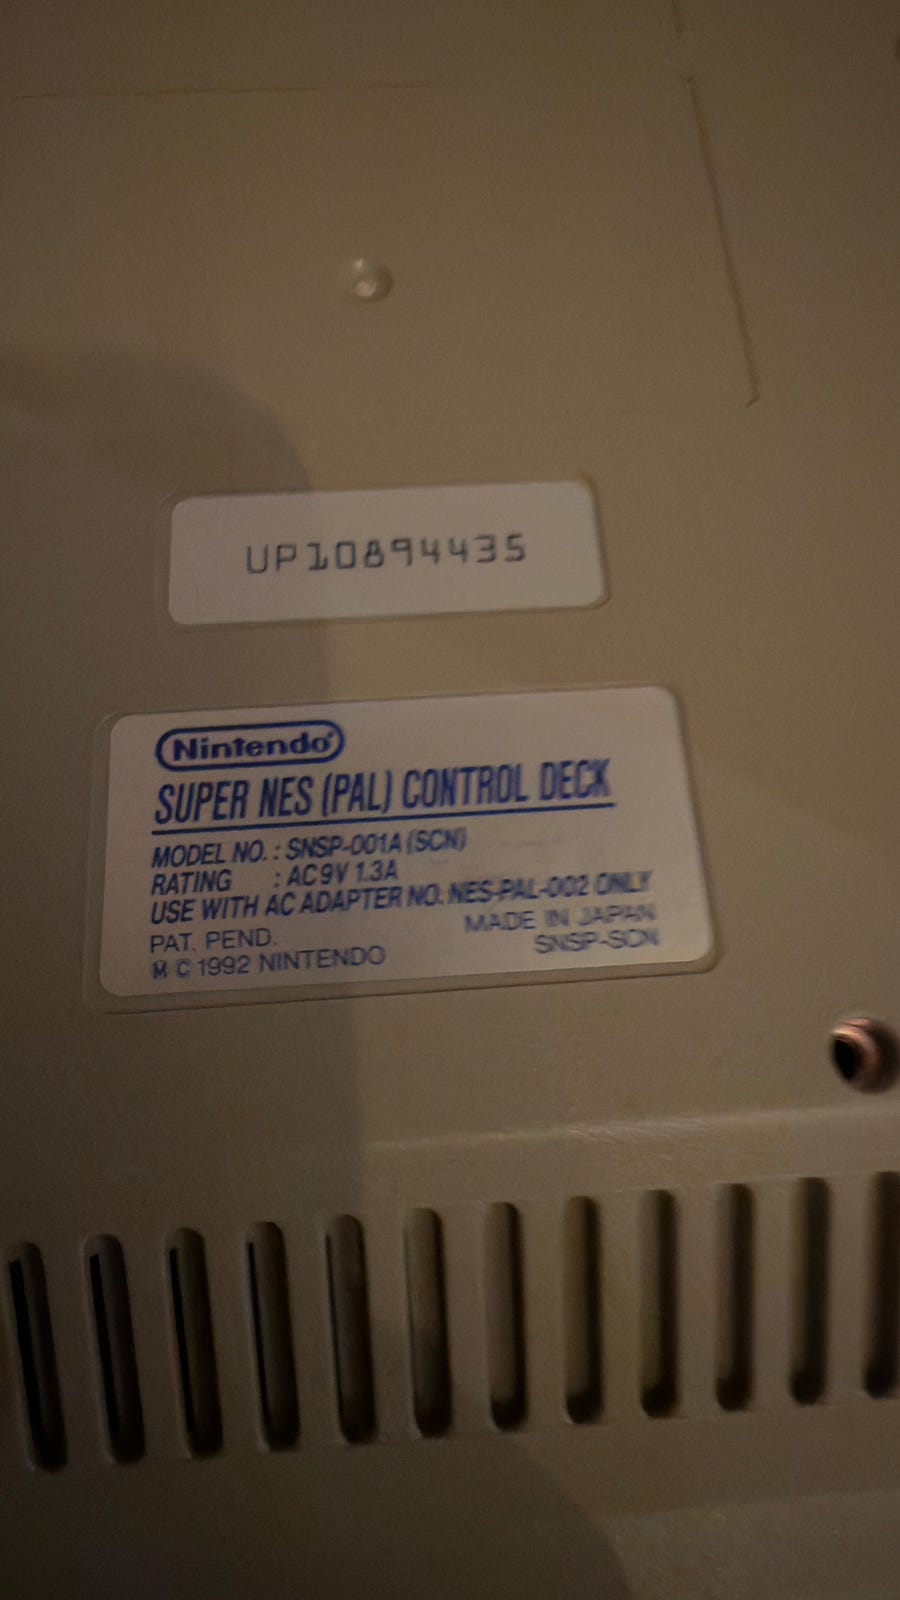 UP10894435
Nintendo
SUPER NES (PAL) CONTROL DECK
MODEL NO. : SNSP-001A (SCN)
RATING : AC 9V 1.3A
USE WITH AC ADAPTER NO. NES-PAL-002 ONLY
PAT. PEND. MADE IN JAPAN
M C 1992 NINTENDO SNSP-SCN